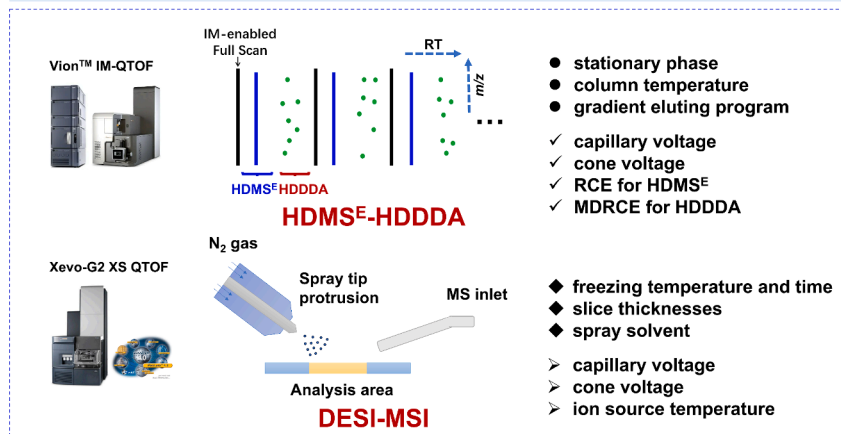 IM-enabled
Full Scan
Vion™ IM-QTOF
RT
m/z
...
HDMSᴱ HDDDA
HDMSᴱ-HDDDA
● stationary phase
● column temperature
● gradient eluting program
✓ capillary voltage
✓ cone voltage
✓ RCE for HDMSᴱ
✓ MDRCE for HDDDA
Xevo-G2 XS QTOF
N₂ gas
Spray tip
protrusion
MS inlet
Analysis area
DESI-MSI
◆ freezing temperature and time
◆ slice thicknesses
◆ spray solvent
➢ capillary voltage
➢ cone voltage
➢ ion source temperature